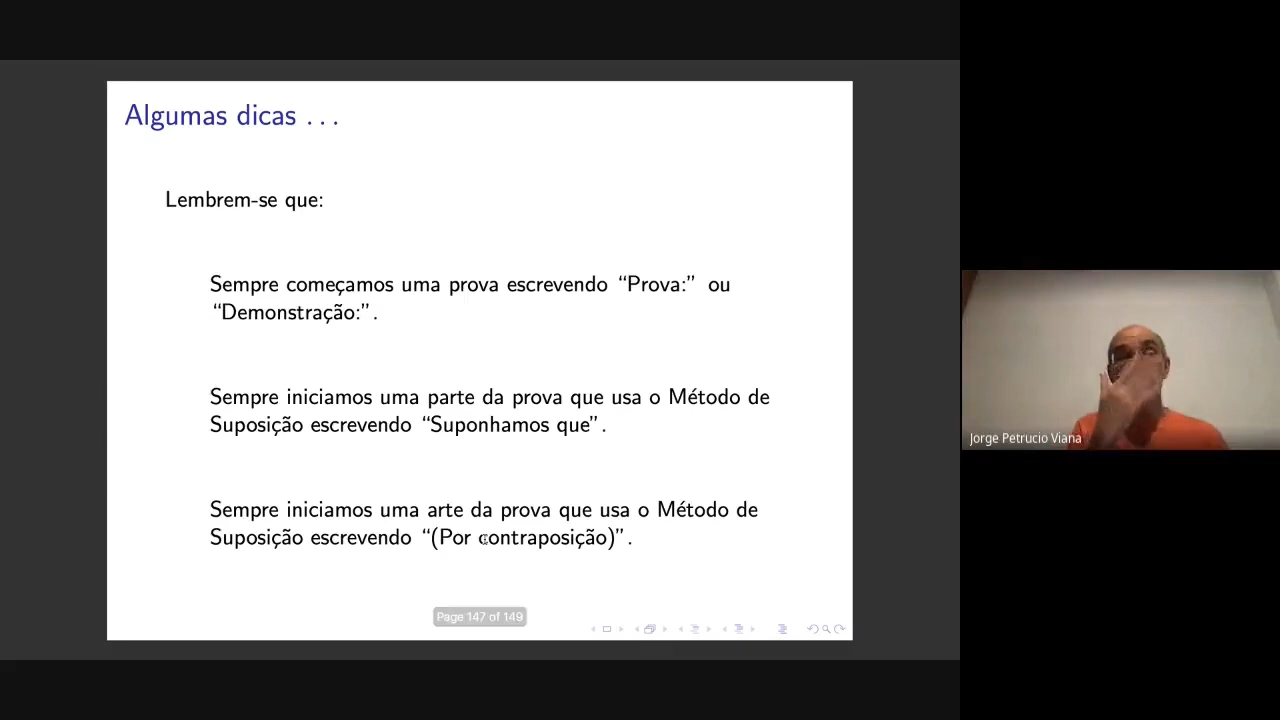 Algumas dicas . . .
Lembrem-se que:
Sempre começamos uma prova escrevendo “Prova:” ou
“Demonstração:”.
Sempre iniciamos uma parte da prova que usa o Método de
Suposição escrevendo “Suponhamos que”.
Sempre iniciamos uma arte da prova que usa o Método de
Suposição escrevendo “(Por contraposição)”.
Page 147 of 149
Jorge Petrucio Viana